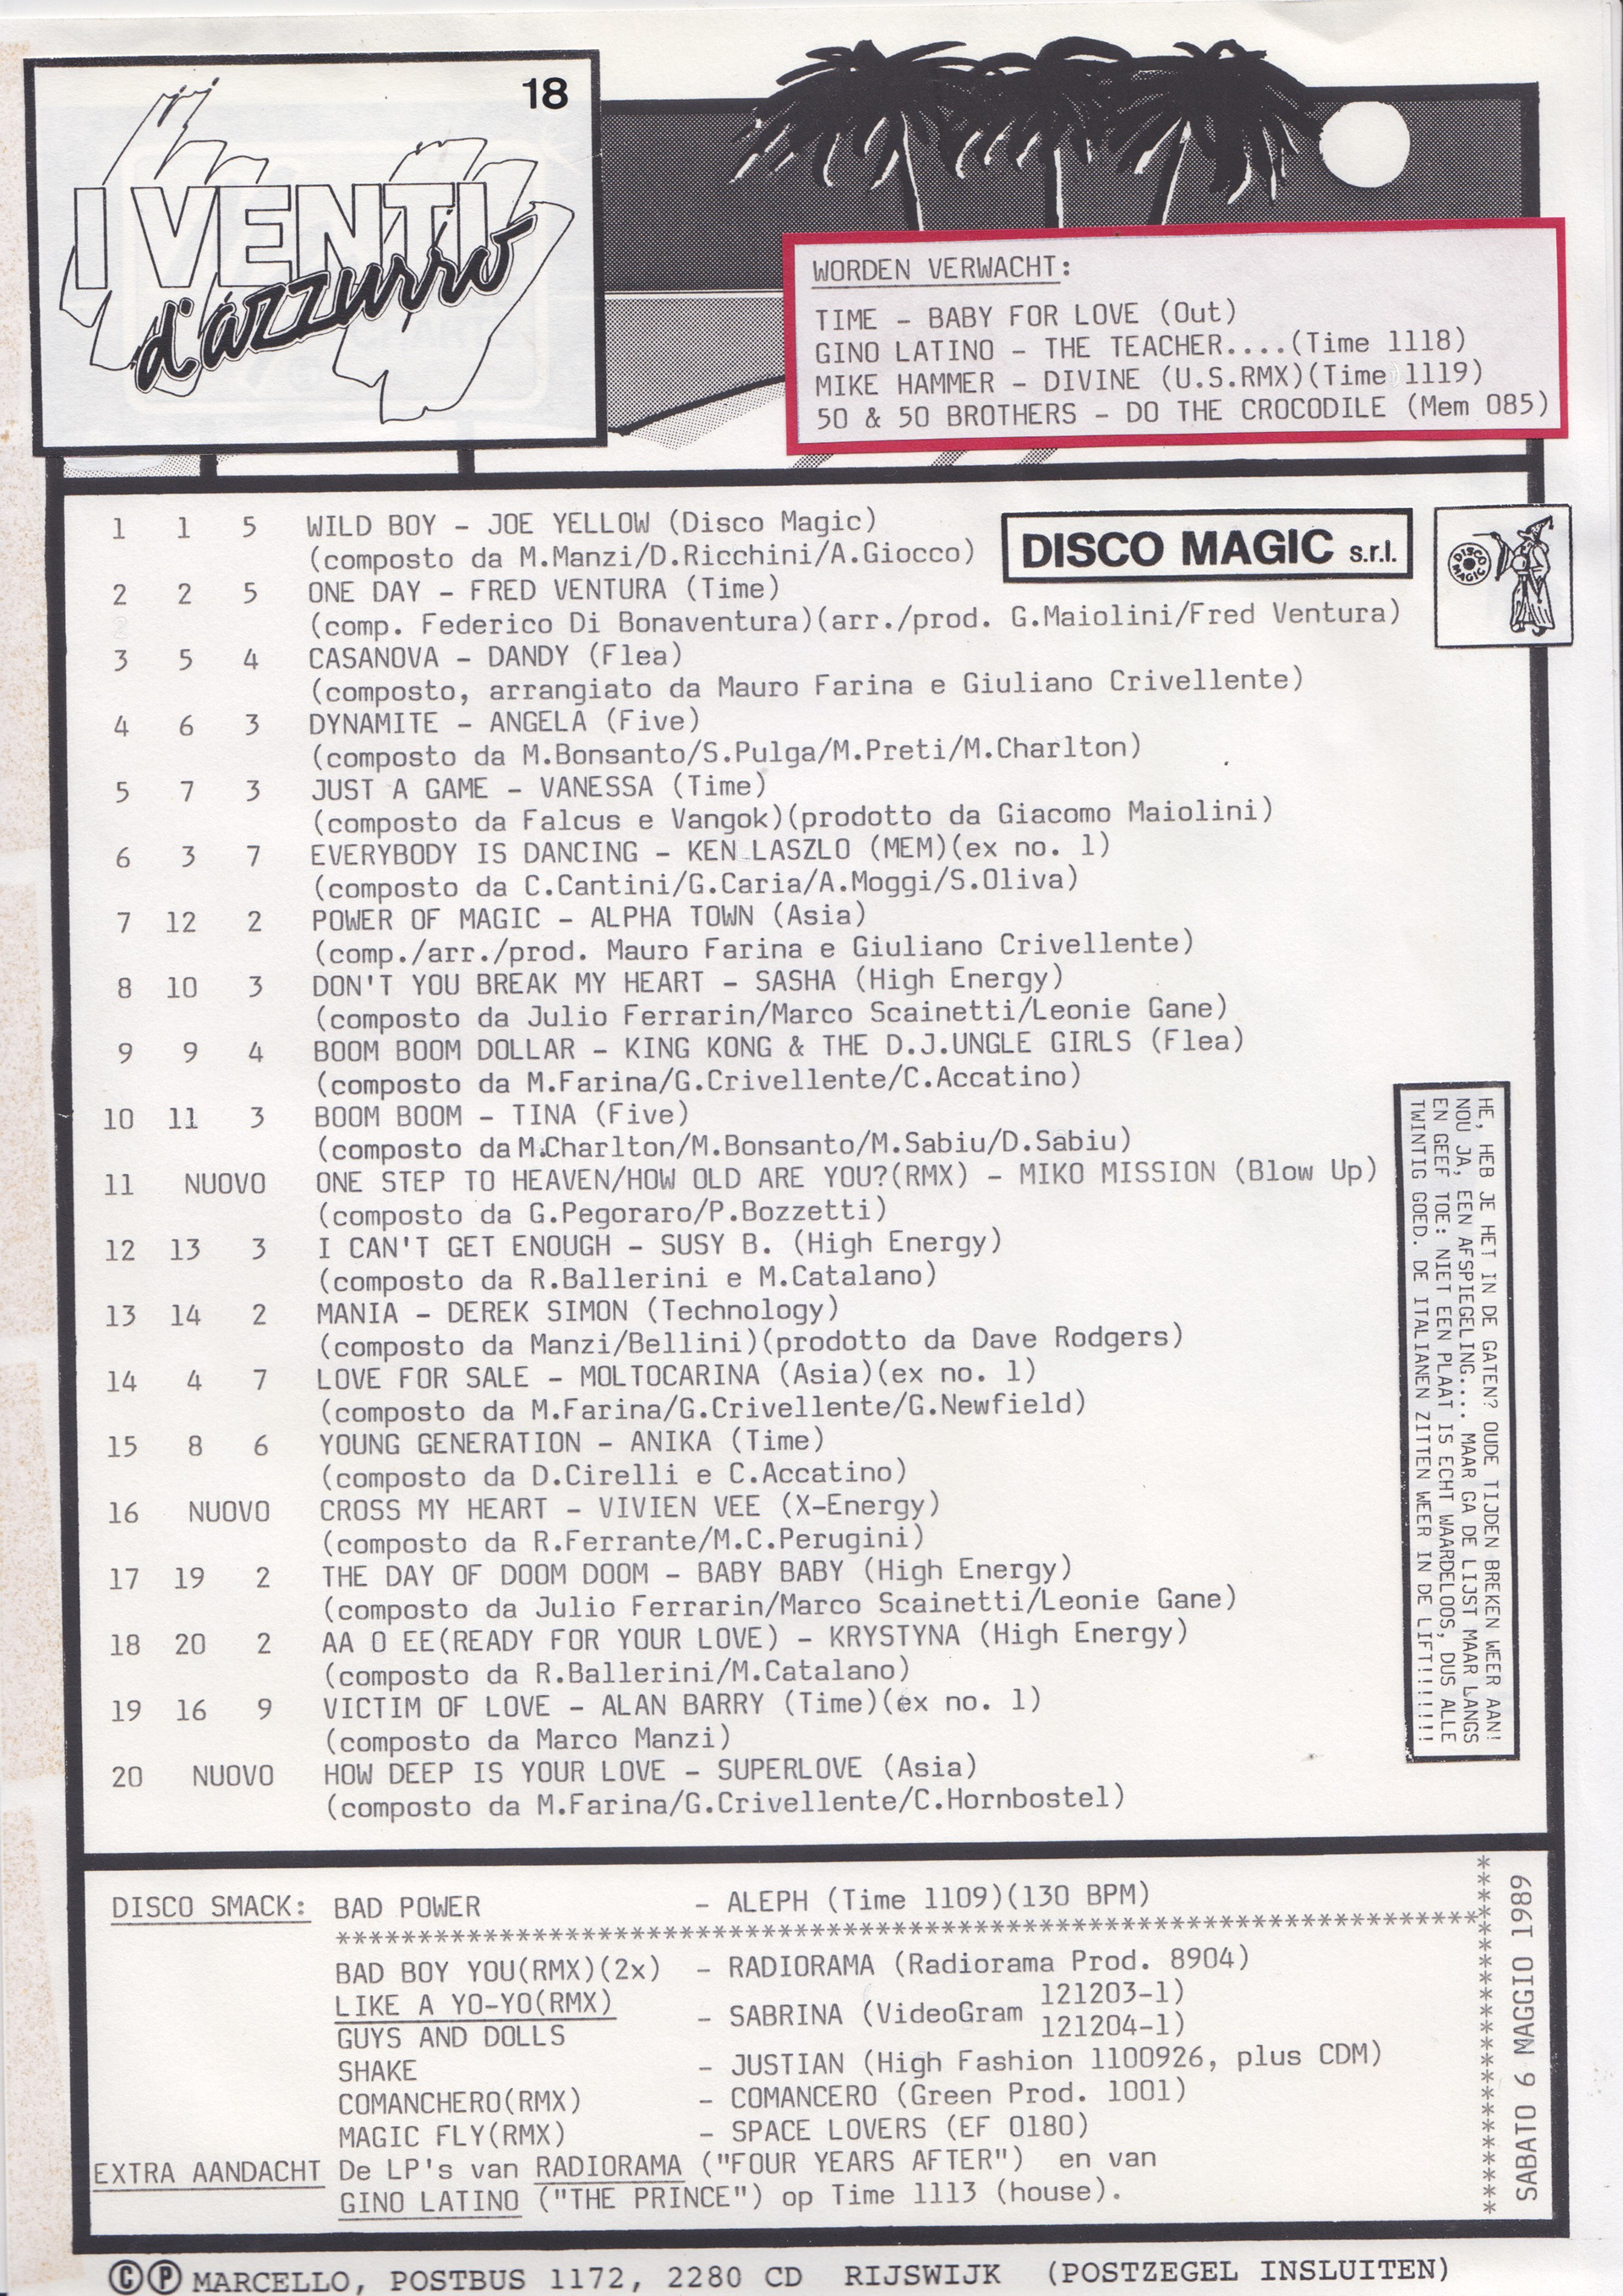 18
I VENTI
d'azzurro
WORDEN VERWACHT:
TIME - BABY FOR LOVE (Out)
GINO LATINO - THE TEACHER....(Time 1118)
MIKE HAMMER - DIVINE (U.S.RMX)(Time 1119)
50 & 50 BROTHERS - DO THE CROCODILE (Mem 085)
DISCO MAGIC s.r.l.
DISCO MAGIC
1 1 5 WILD BOY - JOE YELLOW (Disco Magic)
(composto da M.Manzi/D.Ricchini/A.Giocco)
2 2 5 ONE DAY - FRED VENTURA (Time)
(comp. Federico Di Bonaventura)(arr./prod. G.Maiolini/Fred Ventura)
3 5 4 CASANOVA - DANDY (Flea)
(composto, arrangiato da Mauro Farina e Giuliano Crivellente)
4 6 3 DYNAMITE - ANGELA (Five)
(composto da M.Bonsanto/S.Pulga/M.Preti/M.Charlton)
5 7 3 JUST A GAME - VANESSA (Time)
(composto da Falcus e Vangok)(prodotto da Giacomo Maiolini)
6 3 7 EVERYBODY IS DANCING - KEN LASZLO (MEM)(ex no. 1)
(composto da C.Cantini/G.Caria/A.Moggi/S.Oliva)
7 12 2 POWER OF MAGIC - ALPHA TOWN (Asia)
(comp./arr./prod. Mauro Farina e Giuliano Crivellente)
8 10 3 DON'T YOU BREAK MY HEART - SASHA (High Energy)
(composto da Julio Ferrarin/Marco Scainetti/Leonie Gane)
9 9 4 BOOM BOOM DOLLAR - KING KONG & THE D.J.UNGLE GIRLS (Flea)
(composto da M.Farina/G.Crivellente/C.Accatino)
10 11 3 BOOM BOOM - TINA (Five)
(composto da M.Charlton/M.Bonsanto/M.Sabiu/D.Sabiu)
11 NUOVO ONE STEP TO HEAVEN/HOW OLD ARE YOU?(RMX) - MIKO MISSION (Blow Up)
(composto da G.Pegoraro/P.Bozzetti)
12 13 3 I CAN'T GET ENOUGH - SUSY B. (High Energy)
(composto da R.Ballerini e M.Catalano)
13 14 2 MANIA - DEREK SIMON (Technology)
(composto da Manzi/Bellini)(prodotto da Dave Rodgers)
14 4 7 LOVE FOR SALE - MOLTOCARINA (Asia)(ex no. 1)
(composto da M.Farina/G.Crivellente/G.Newfield)
15 8 6 YOUNG GENERATION - ANIKA (Time)
(composto da D.Cirelli e C.Accatino)
16 NUOVO CROSS MY HEART - VIVIEN VEE (X-Energy)
(composto da R.Ferrante/M.C.Perugini)
17 19 2 THE DAY OF DOOM DOOM - BABY BABY (High Energy)
(composto da Julio Ferrarin/Marco Scainetti/Leonie Gane)
18 20 2 AA O EE(READY FOR YOUR LOVE) - KRYSTYNA (High Energy)
(composto da R.Ballerini/M.Catalano)
19 16 9 VICTIM OF LOVE - ALAN BARRY (Time)(ex no. 1)
(composto da Marco Manzi)
20 NUOVO HOW DEEP IS YOUR LOVE - SUPERLOVE (Asia)
(composto da M.Farina/G.Crivellente/C.Hornbostel)
HE, HEB JE HET IN DE GATEN? OUDE TIJDEN BREKEN WEER AAN!
NOU JA, EEN AFSPIEGELING.... MAAR GA DE LIJST MAAR LANGS
EN GEEF TOE: NIET EEN PLAAT IS ECHT WAARDELOOS, DUS ALLE
TWINTIG GOED. DE ITALIANEN ZITTEN WEER IN DE LIFT!!!!!!!
DISCO SMACK: BAD POWER - ALEPH (Time 1109)(130 BPM)
**********************************************************************
BAD BOY YOU(RMX)(2x) - RADIORAMA (Radiorama Prod. 8904)
LIKE A YO-YO(RMX) - SABRINA (VideoGram 121203-1)
GUYS AND DOLLS 121204-1)
SHAKE - JUSTIAN (High Fashion 1100926, plus CDM)
COMANCHERO(RMX) - COMANCERO (Green Prod. 1001)
MAGIC FLY(RMX) - SPACE LOVERS (EF 0180)
EXTRA AANDACHT De LP's van RADIORAMA ("FOUR YEARS AFTER") en van
GINO LATINO ("THE PRINCE") op Time 1113 (house).
**********************
SABATO 6 MAGGIO 1989
©℗ MARCELLO, POSTBUS 1172, 2280 CD RIJSWIJK (POSTZEGEL INSLUITEN)